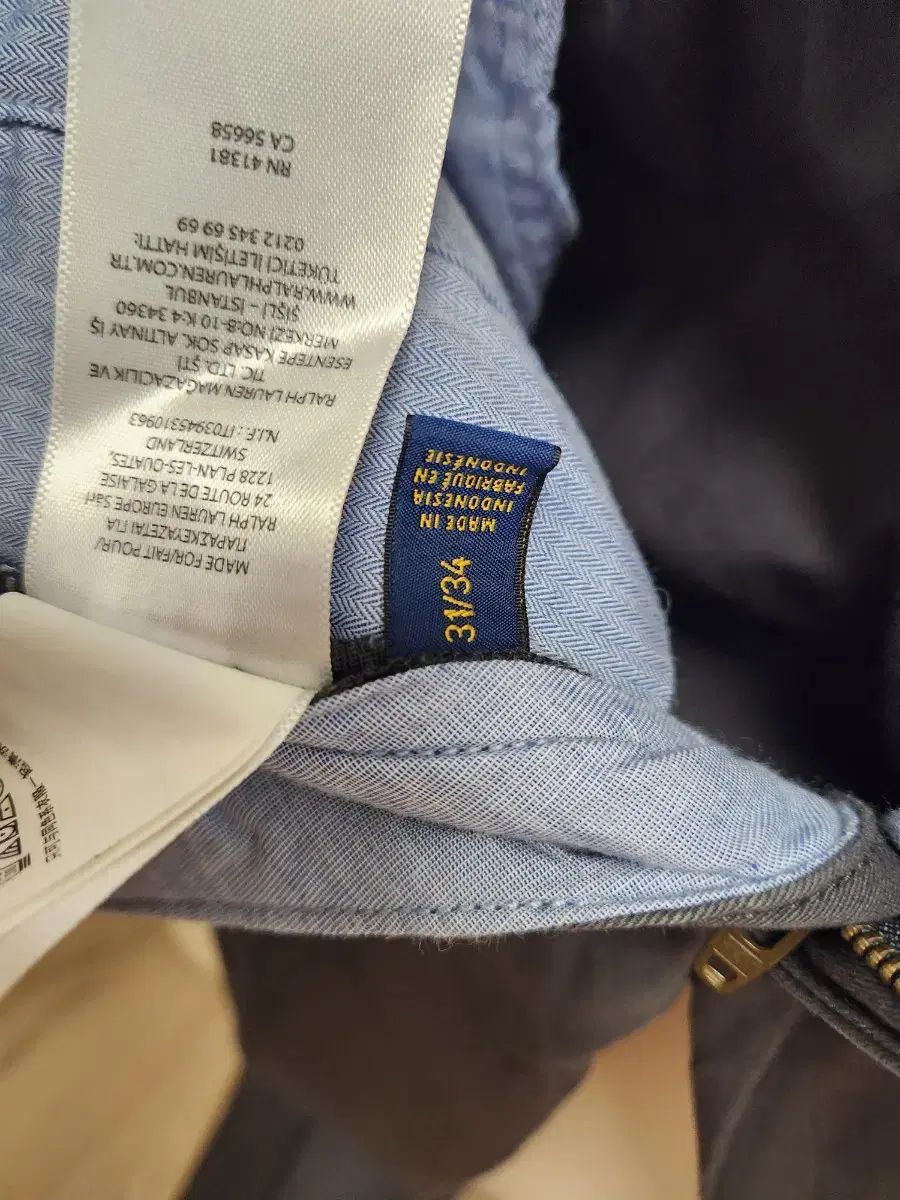 MADE FOR/FAIT POUR/
ΠΑΡΑΣΚΕΥΑΖΕΤΑΙ ΓΙΑ
RALPH LAUREN EUROPE Sàrl
24 ROUTE DE LA GALAISE
1228 PLAN-LES-OUATES,
SWITZERLAND
N.I.F.: IT03945310963
RALPH LAUREN MAĞAZACILIK VE
TIC. LTD. ŞTİ
ESENTEPE KASAP SOK. ALTINAY İŞ
MERKEZİ NO:8-10 K:4 34360
ŞİŞLİ - ISTANBUL
WWW.RALPHLAUREN.COM.TR
TÜKETİCİ İLETİŞİM HATTI:
0212 345 69 69
RN 41381
CA 56658
31/34
MADE IN
INDONESIA
FABRIQUÉ EN
INDONÉSIE